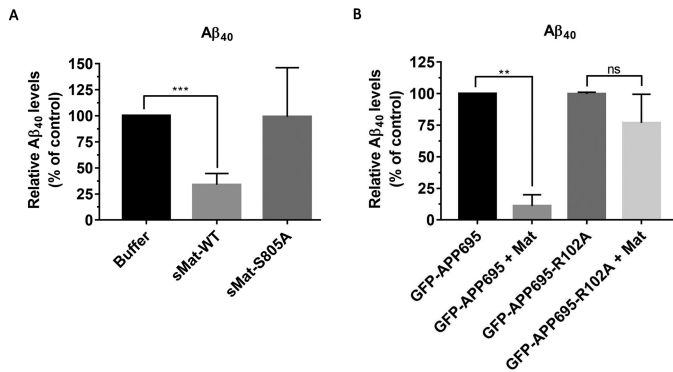 A
Aβ40
Relative Aβ40 levels
(% of control)
150
125
100
75
50
25
0
***
Buffer
sMat-WT
sMat-S805A
B
Aβ40
Relative Aβ40 levels
(% of control)
125
100
75
50
25
0
**
ns
GFP-APP695
GFP-APP695 + Mat
GFP-APP695-R102A
GFP-APP695-R102A + Mat